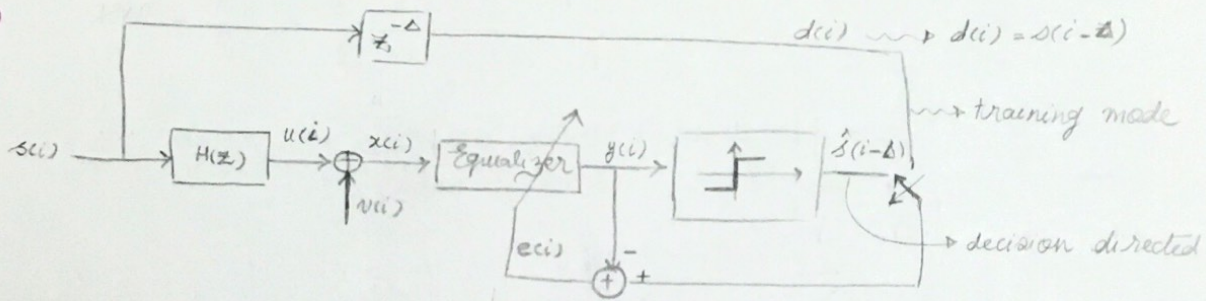 z^-Δ
d(i) d(i) = s(i-Δ)
training mode
s(i) H(z) u(i) + x(i) Equalizer y(i) ŝ(i-Δ)
v(i)
e(i) - + +
decision directed